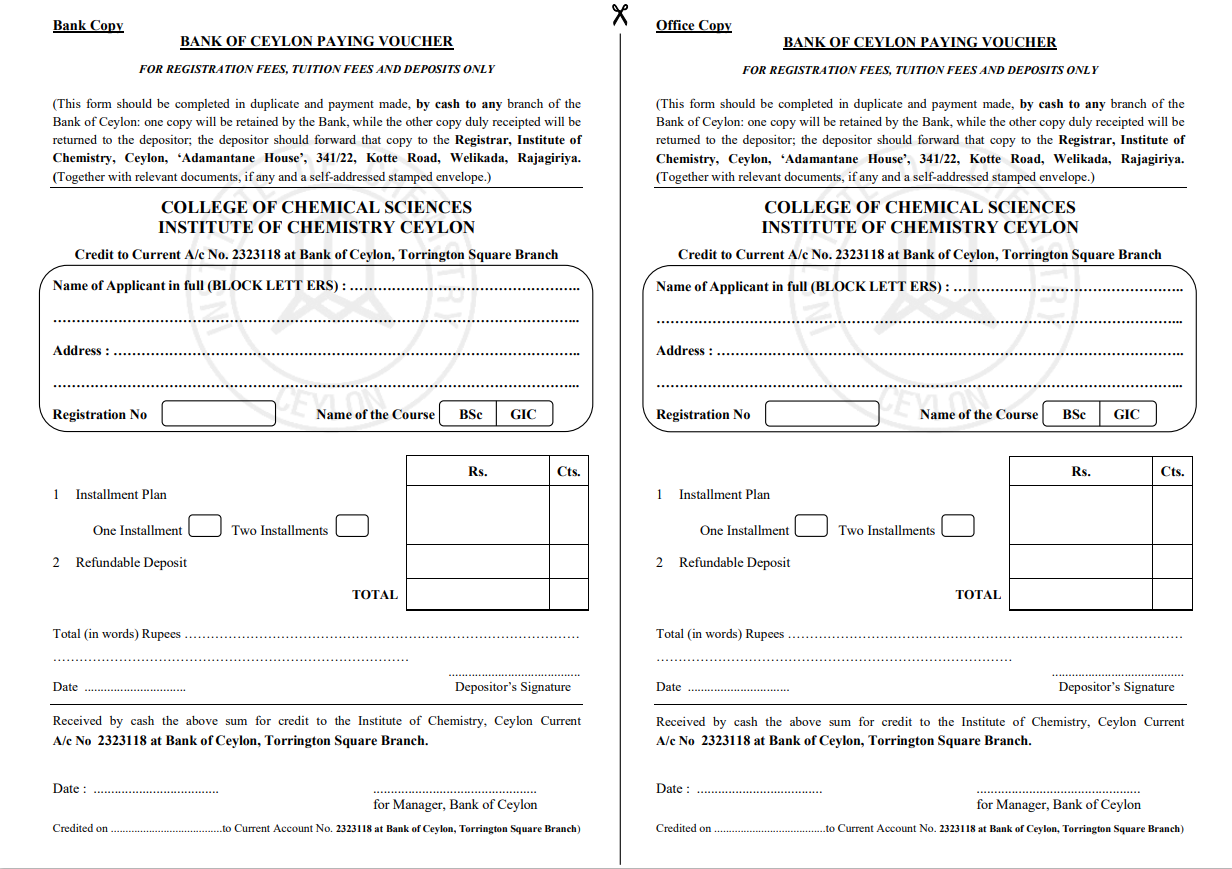 Bank Copy
BANK OF CEYLON PAYING VOUCHER
FOR REGISTRATION FEES, TUITION FEES AND DEPOSITS ONLY
(This form should be completed in duplicate and payment made, by cash to any branch of the
Bank of Ceylon: one copy will be retained by the Bank, while the other copy duly receipted will be
returned to the depositor; the depositor should forward that copy to the Registrar, Institute of
Chemistry, Ceylon, ‘Adamantane House’, 341/22, Kotte Road, Welikada, Rajagiriya.
(Together with relevant documents, if any and a self-addressed stamped envelope.)
INSTITUTE OF CHEMISTRY
CEYLON
COLLEGE OF CHEMICAL SCIENCES
INSTITUTE OF CHEMISTRY CEYLON
Credit to Current A/c No. 2323118 at Bank of Ceylon, Torrington Square Branch
Name of Applicant in full (BLOCK LETT ERS) : …………………………………………..
…………………………………………………………………………………………………...
Address : ………………………………………………………………………………………..
…………………………………………………………………………………………………...
Registration No Name of the Course BSc GIC
Rs. Cts.
1 Installment Plan
One Installment Two Installments
2 Refundable Deposit
TOTAL
Total (in words) Rupees ………………………………………………………………………………
………………………………………………………………………
Date ...............................
........................................
Depositor’s Signature
Received by cash the above sum for credit to the Institute of Chemistry, Ceylon Current
A/c No 2323118 at Bank of Ceylon, Torrington Square Branch.
Date : ....................................
...............................................
for Manager, Bank of Ceylon
Credited on ......................................to Current Account No. 2323118 at Bank of Ceylon, Torrington Square Branch)
Office Copy
BANK OF CEYLON PAYING VOUCHER
FOR REGISTRATION FEES, TUITION FEES AND DEPOSITS ONLY
(This form should be completed in duplicate and payment made, by cash to any branch of the
Bank of Ceylon: one copy will be retained by the Bank, while the other copy duly receipted will be
returned to the depositor; the depositor should forward that copy to the Registrar, Institute of
Chemistry, Ceylon, ‘Adamantane House’, 341/22, Kotte Road, Welikada, Rajagiriya.
(Together with relevant documents, if any and a self-addressed stamped envelope.)
INSTITUTE OF CHEMISTRY
CEYLON
COLLEGE OF CHEMICAL SCIENCES
INSTITUTE OF CHEMISTRY CEYLON
Credit to Current A/c No. 2323118 at Bank of Ceylon, Torrington Square Branch
Name of Applicant in full (BLOCK LETT ERS) : …………………………………………..
…………………………………………………………………………………………………...
Address : ………………………………………………………………………………………..
…………………………………………………………………………………………………...
Registration No Name of the Course BSc GIC
Rs. Cts.
1 Installment Plan
One Installment Two Installments
2 Refundable Deposit
TOTAL
Total (in words) Rupees ………………………………………………………………………………
………………………………………………………………………
Date ...............................
........................................
Depositor’s Signature
Received by cash the above sum for credit to the Institute of Chemistry, Ceylon Current
A/c No 2323118 at Bank of Ceylon, Torrington Square Branch.
Date : ....................................
...............................................
for Manager, Bank of Ceylon
Credited on ......................................to Current Account No. 2323118 at Bank of Ceylon, Torrington Square Branch)